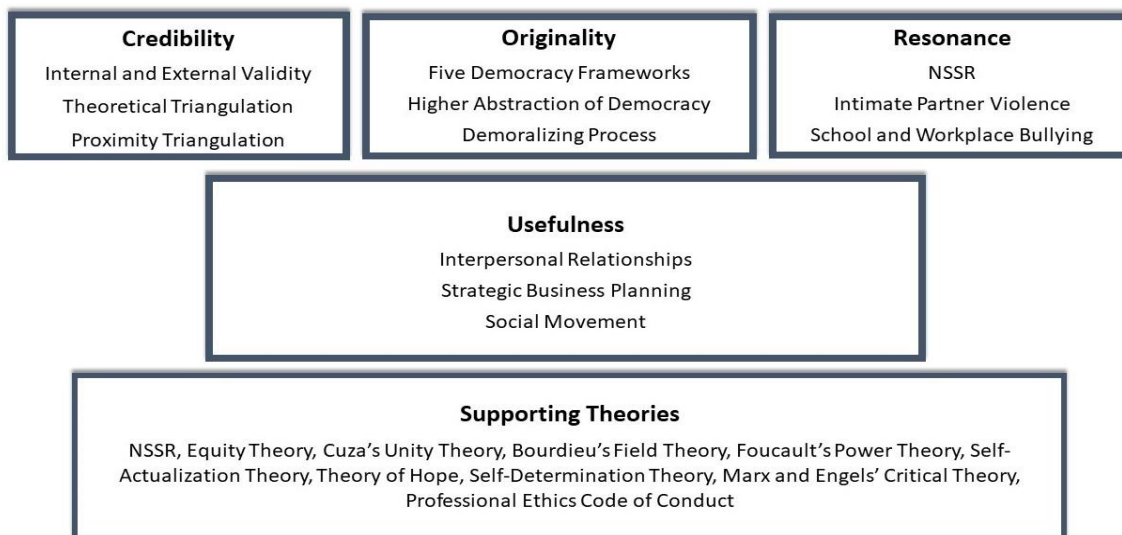 Credibility
Internal and External Validity
Theoretical Triangulation
Proximity Triangulation
Originality
Five Democracy Frameworks
Higher Abstraction of Democracy
Demoralizing Process
Resonance
NSSR
Intimate Partner Violence
School and Workplace Bullying
Usefulness
Interpersonal Relationships
Strategic Business Planning
Social Movement
Supporting Theories
NSSR, Equity Theory, Cuza's Unity Theory, Bourdieu's Field Theory, Foucault's Power Theory, Self-
Actualization Theory, Theory of Hope, Self-Determination Theory, Marx and Engels' Critical Theory,
Professional Ethics Code of Conduct